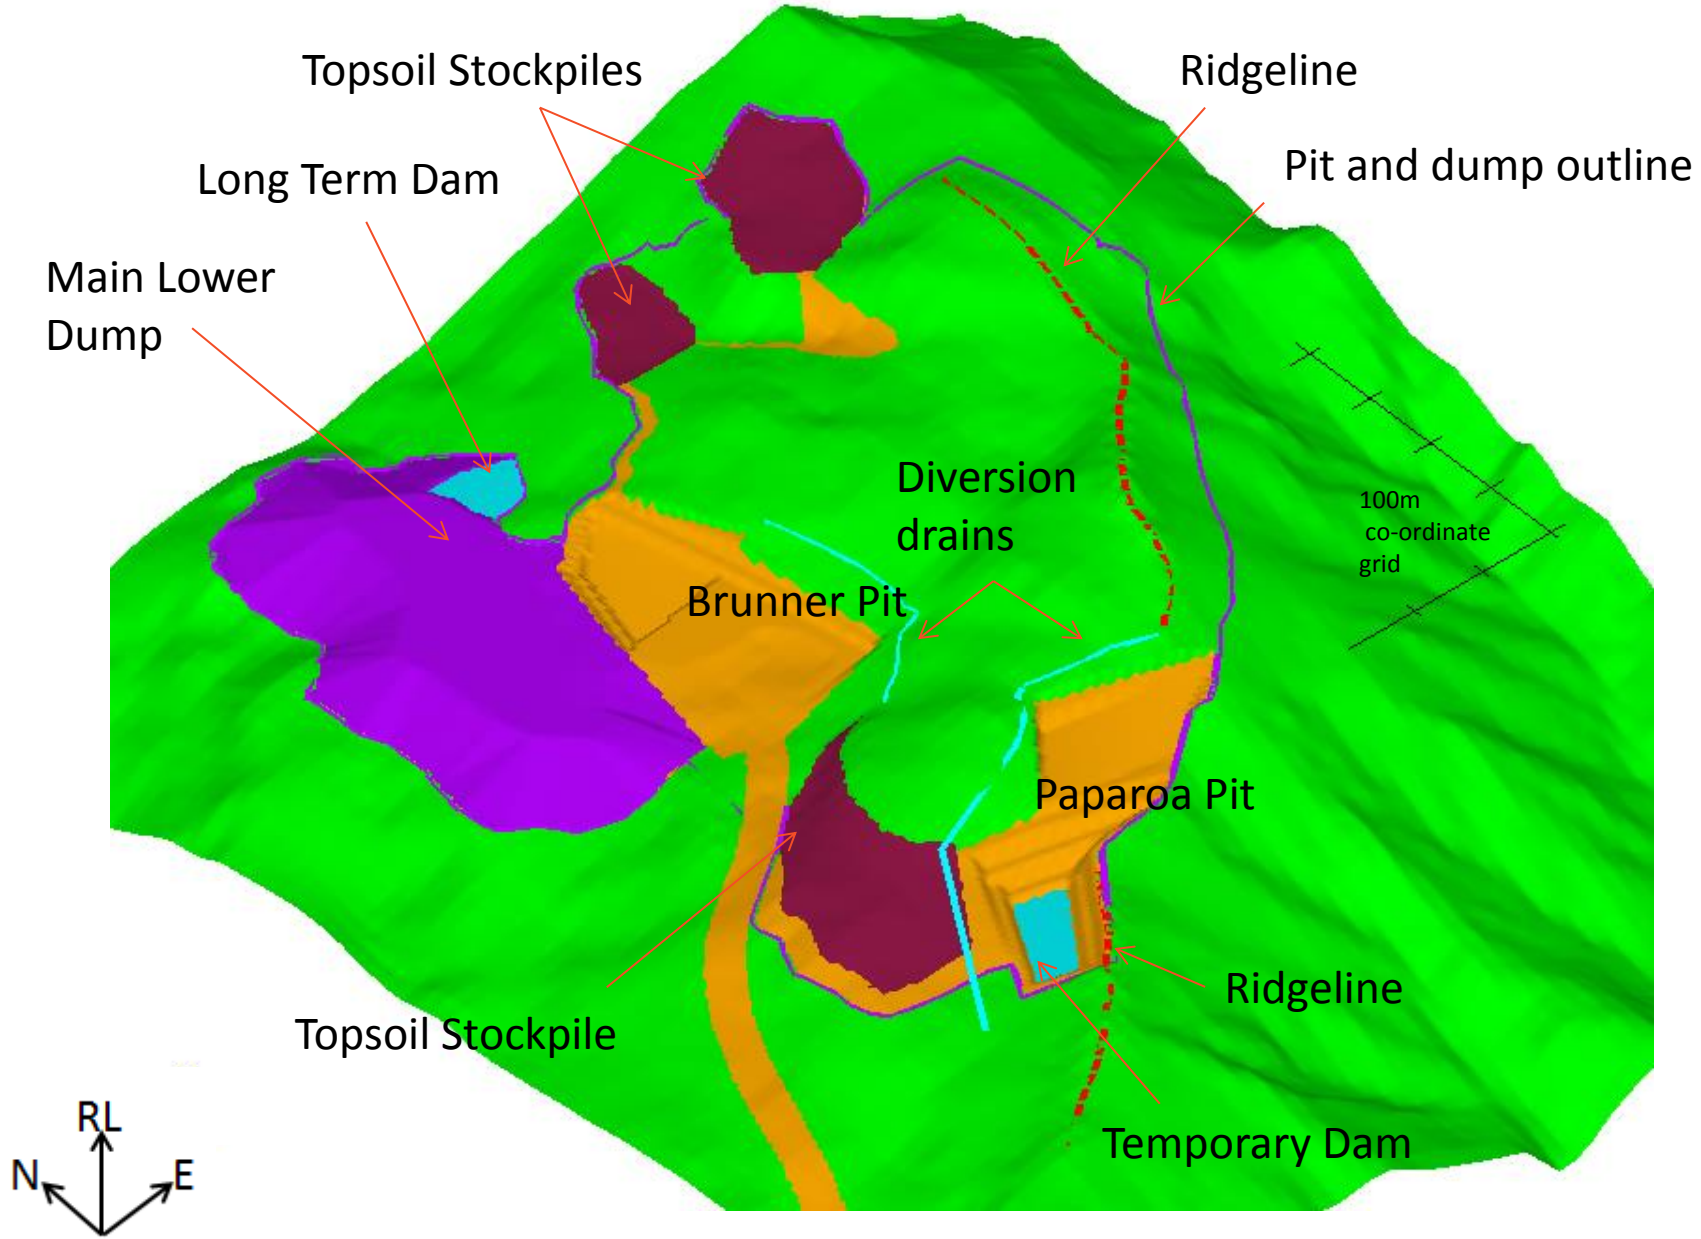 Topsoil Stockpiles
Ridgeline
Pit and dump outline
Long Term Dam
Main Lower
Dump
Diversion
drains
100m
co-ordinate
grid
Brunner Pit
Paparoa Pit
Ridgeline
Topsoil Stockpile
Temporary Dam
RL
N
E